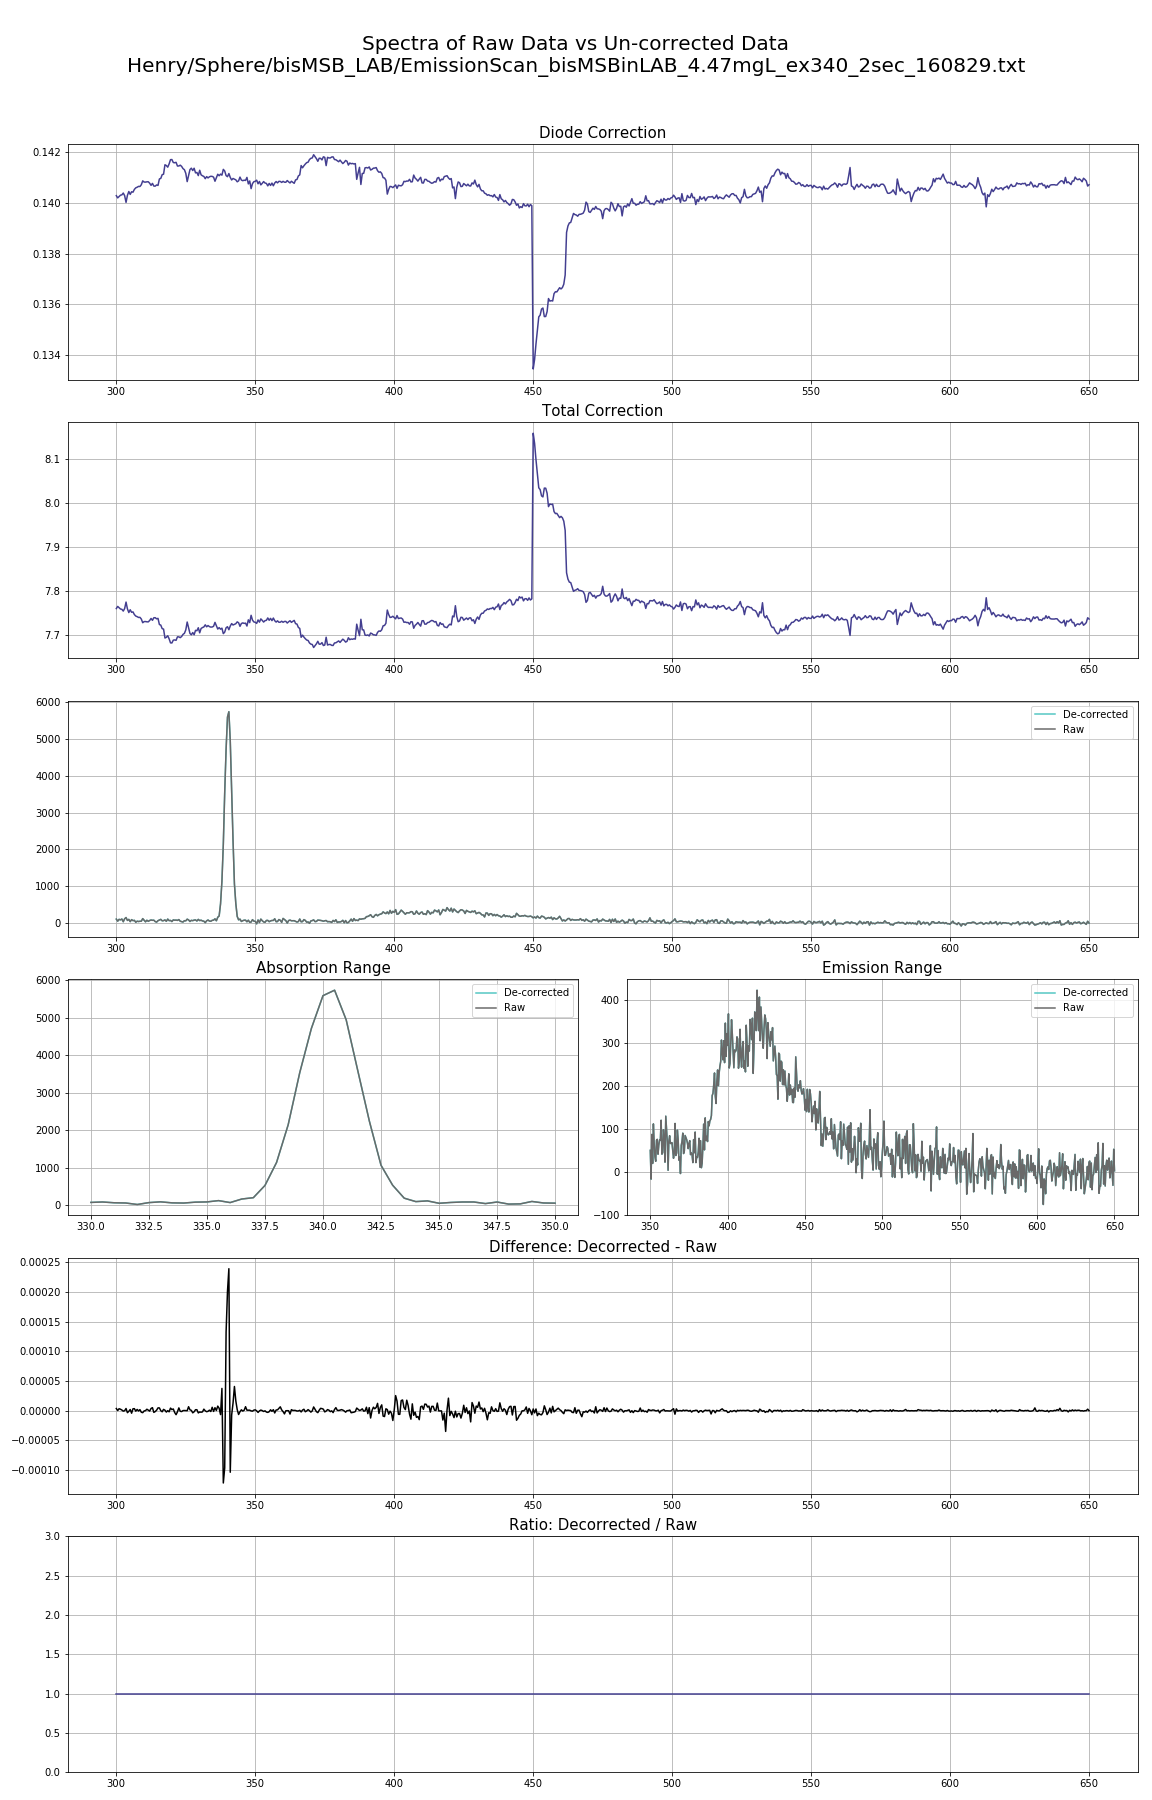 Spectra of Raw Data vs Un-corrected Data
Henry/Sphere/bisMSB_LAB/EmissionScan_bisMSBinLAB_4.47mgL_ex340_2sec_160829.txt
Diode Correction
0.142
0.140
0.138
0.136
0.134
300 350 400 450 500 550 600 650
Total Correction
8.1
8.0
7.9
7.8
7.7
300 350 400 450 500 550 600 650
6000
5000
4000
3000
2000
1000
0
De-corrected
Raw
300 350 400 450 500 550 600 650
Absorption Range
6000
5000
4000
3000
2000
1000
0
De-corrected
Raw
330.0 332.5 335.0 337.5 340.0 342.5 345.0 347.5 350.0
Emission Range
400
300
200
100
0
−100
De-corrected
Raw
350 400 450 500 550 600 650
Difference: Decorrected - Raw
0.00025
0.00020
0.00015
0.00010
0.00005
0.00000
−0.00005
−0.00010
300 350 400 450 500 550 600 650
Ratio: Decorrected / Raw
3.0
2.5
2.0
1.5
1.0
0.5
0.0
300 350 400 450 500 550 600 650